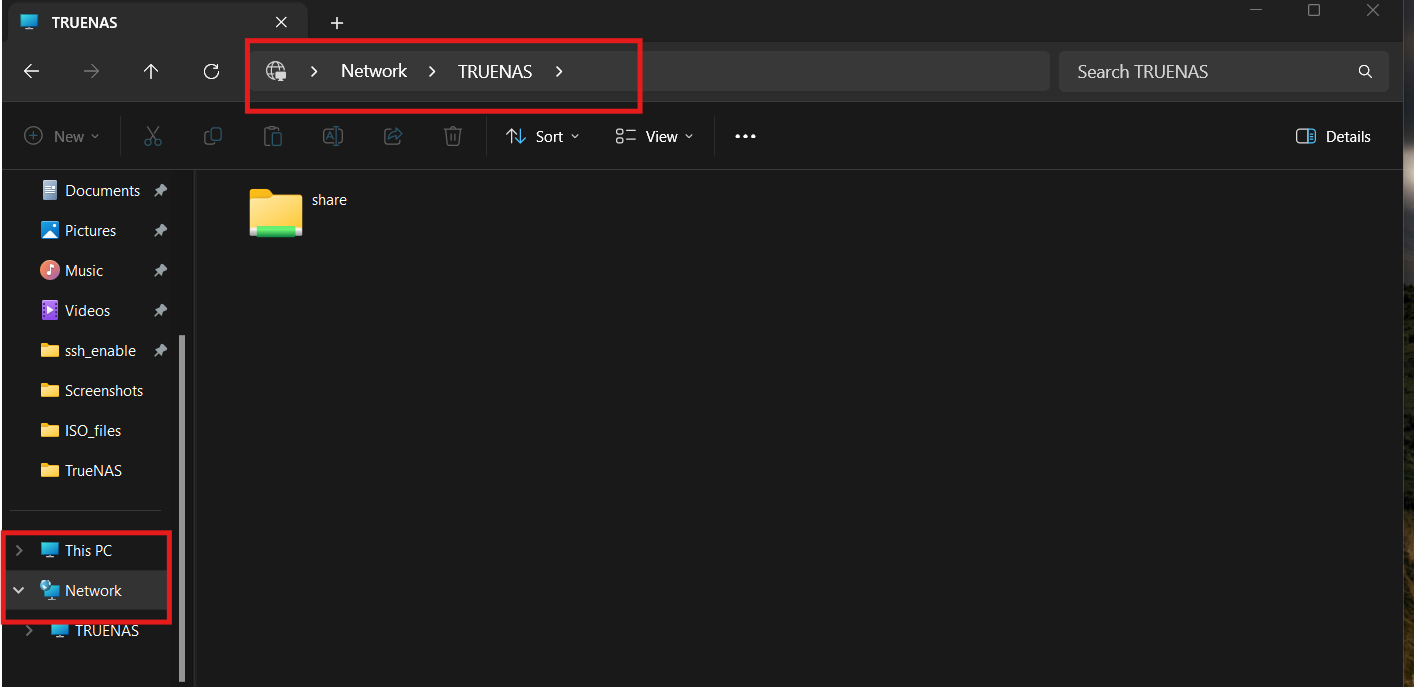 TRUENAS
Network TRUENAS
Search TRUENAS
New Sort View Details
Documents
Pictures
Music
Videos
ssh_enable
Screenshots
ISO_files
TrueNAS
This PC
Network
TRUENAS
share